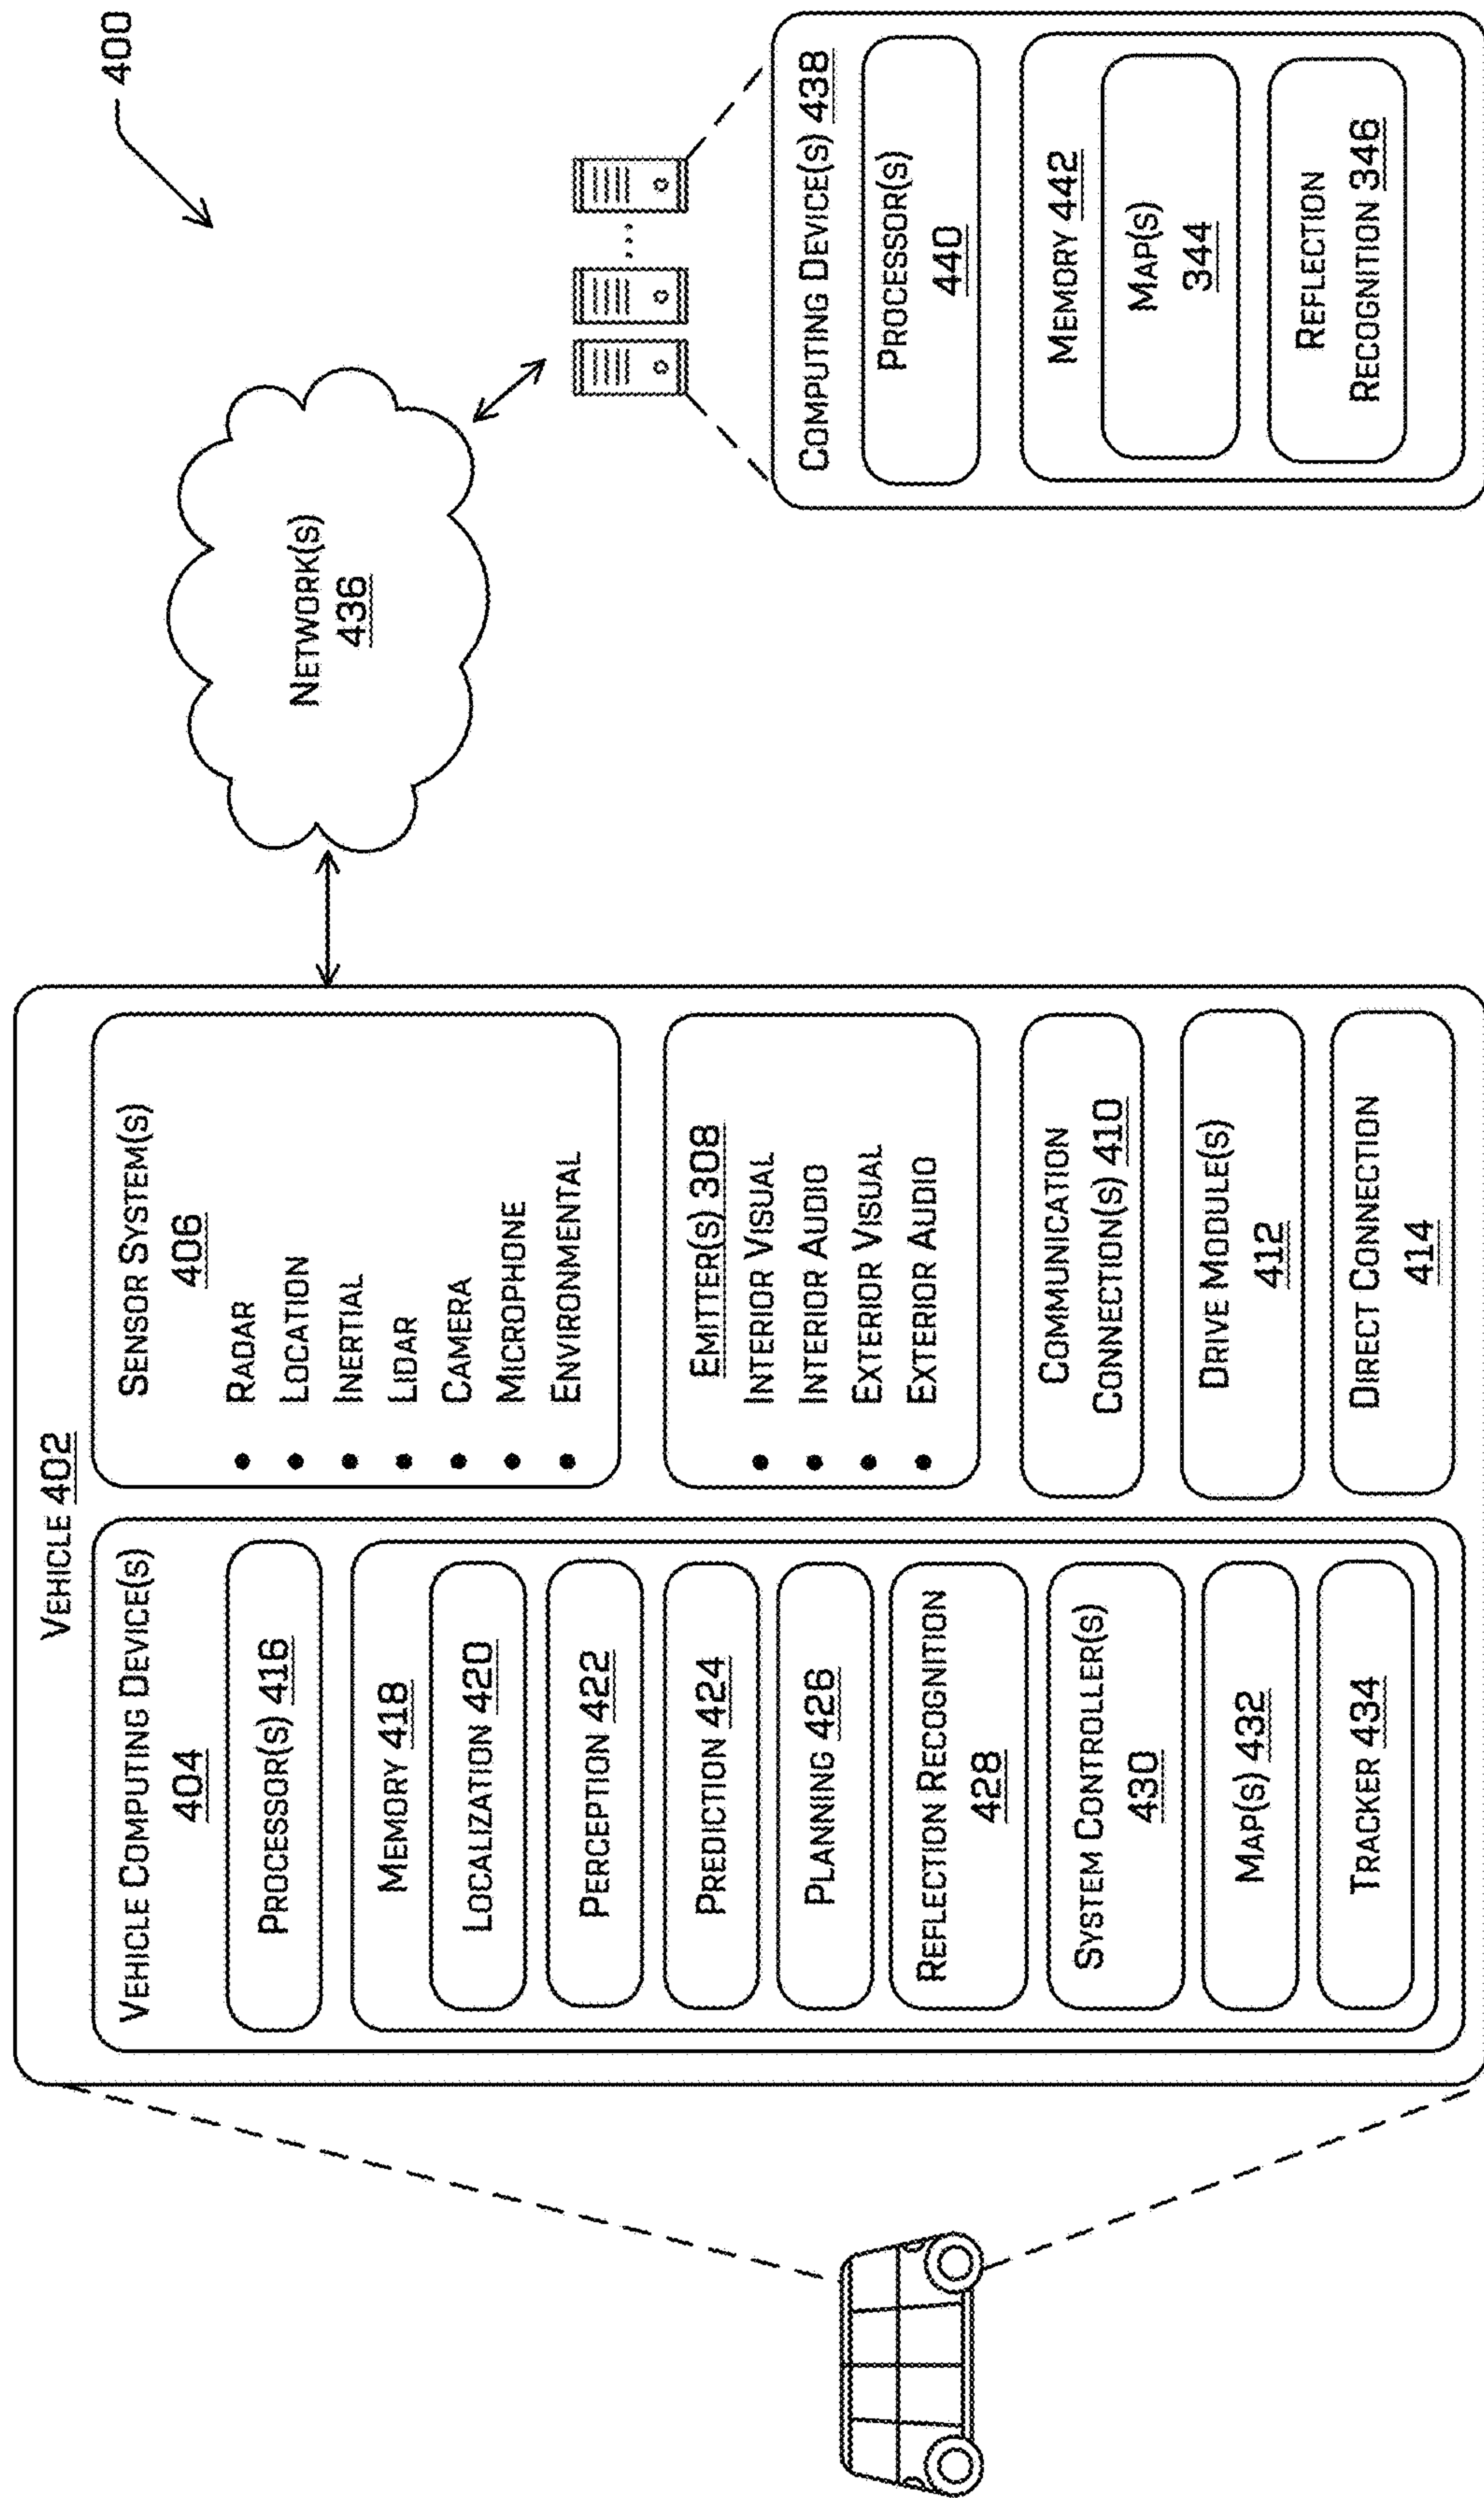 400
VEHICLE 402
VEHICLE COMPUTING DEVICE(S)
404
PROCESSOR(S) 416
MEMORY 418
LOCALIZATION 420
PERCEPTION 422
PREDICTION 424
PLANNING 426
REFLECTION RECOGNITION
428
SYSTEM CONTROLLER(S)
430
MAP(S) 432
TRACKER 434
SENSOR SYSTEM(S)
406
• RADAR
• LOCATION
• INERTIAL
• LIDAR
• CAMERA
• MICROPHONE
• ENVIRONMENTAL
EMITTER(S) 308
• INTERIOR VISUAL
• INTERIOR AUDIO
• EXTERIOR VISUAL
• EXTERIOR AUDIO
COMMUNICATION
CONNECTION(S) 410
DRIVE MODULE(S)
412
DIRECT CONNECTION
414
NETWORK(S)
436
COMPUTING DEVICE(S) 438
PROCESSOR(S)
440
MEMORY 442
MAP(S)
344
REFLECTION
RECOGNITION 346